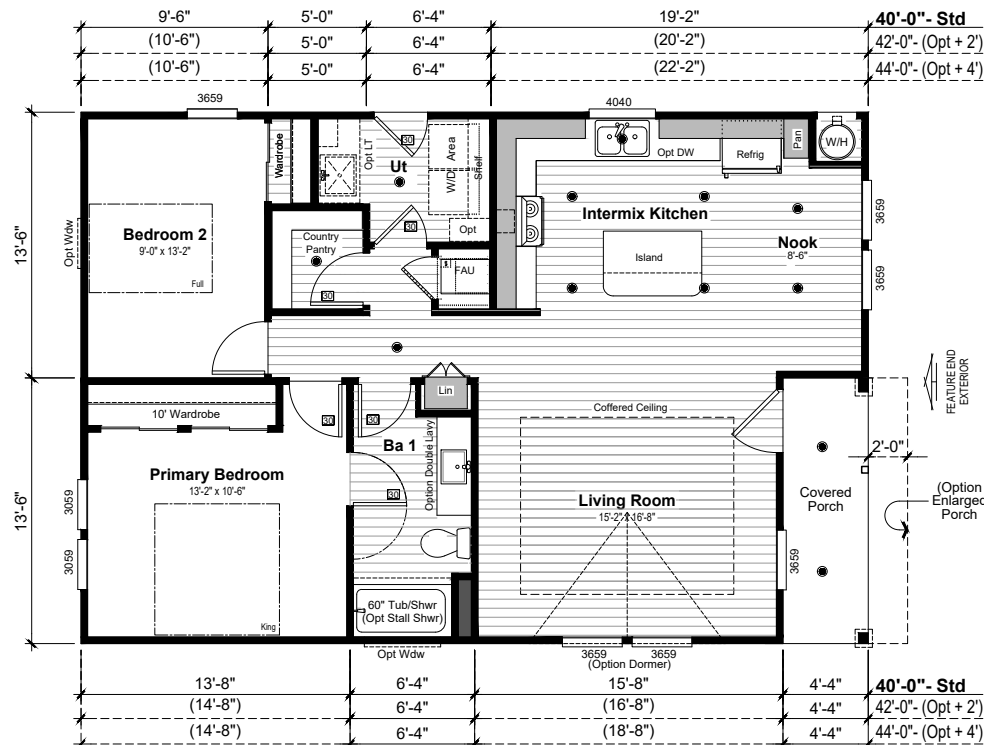 9'-6" 5'-0" 6'-4" 19'-2" 40'-0"- Std
(10'-6") 5'-0" 6'-4" (20'-2") 42'-0"- (Opt + 2')
(10'-6") 5'-0" 6'-4" (22'-2") 44'-0"- (Opt + 4')
3659
4040
13'-6"
13'-6"
Opt Wdw
Bedroom 2
9'-0" x 13'-2"
Full
Wardrobe
Opt LT
30
Ut
W/D Area
Shelf
30
Opt
Country
Pantry
30
FAU
Opt DW
Refrig
Pan
W/H
Intermix Kitchen
Island
Nook
8'-6"
3659
3659
Lin
10' Wardrobe
30
30
Primary Bedroom
13'-2" x 10'-6"
King
3059
3059
Ba 1
Option Double Lavy
30
60" Tub/Shwr
(Opt Stall Shwr)
Opt Wdw
Coffered Ceiling
Living Room
15'-2" x 16'-8"
3659
3659 3659
(Option Dormer)
Covered
Porch
2'-0"
FEATURE END
EXTERIOR
(Option
Enlarged
Porch
13'-8" 6'-4" 15'-8" 4'-4" 40'-0"- Std
(14'-8") 6'-4" (16'-8") 4'-4" 42'-0"- (Opt + 2')
(14'-8") 6'-4" (18'-8") 4'-4" 44'-0"- (Opt + 4')